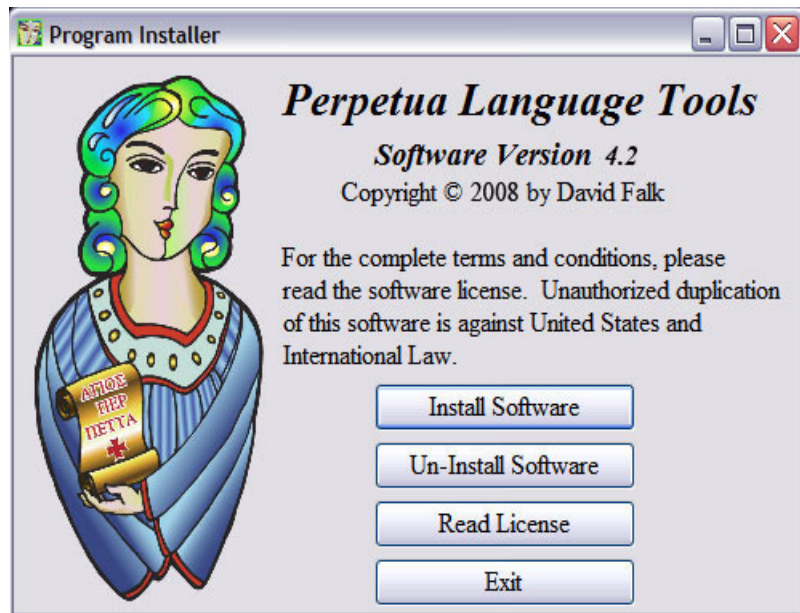 Program Installer
Perpetua Language Tools
Software Version 4.2
Copyright © 2008 by David Falk
For the complete terms and conditions, please
read the software license. Unauthorized duplication
of this software is against United States and
International Law.
ΑΓΙΟΣ
ΠΕΡ
ΠΕΤΥΑ
Install Software
Un-Install Software
Read License
Exit